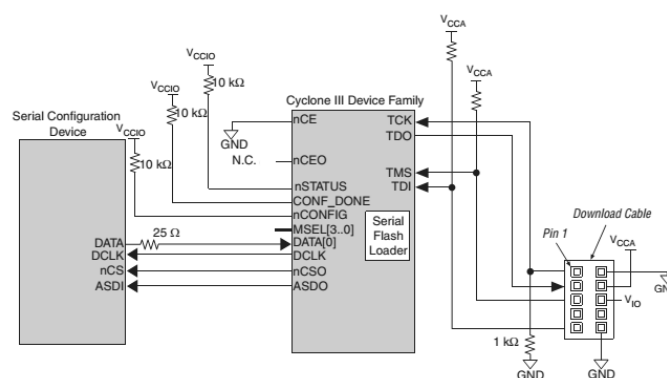 VCCA
VCCIO
VCCA
VCCIO
10 kΩ
10 kΩ
Cyclone III Device Family
Serial Configuration
Device
VCCIO
10 kΩ
GND
N.C.
nCE
nCEO
nSTATUS
CONF_DONE
nCONFIG
MSEL[3..0]
DATA[0]
DCLK
nCSO
ASDO
TCK
TDO
TMS
TDI
Serial
Flash
Loader
25 Ω
DATA
DCLK
nCS
ASDI
Download Cable
Pin 1
VCCA
GN
VIO
1 kΩ
GND
GND